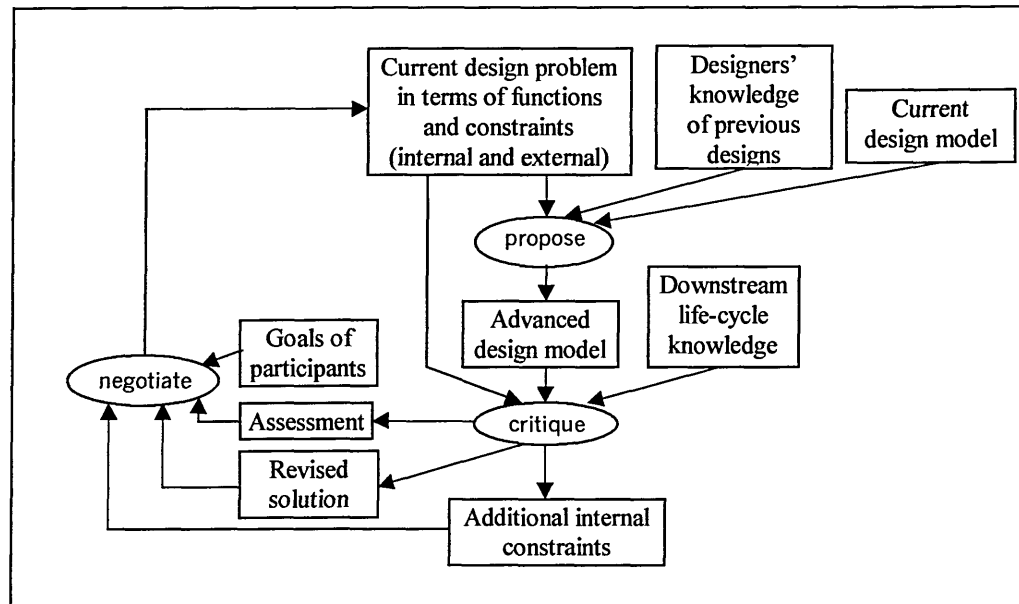 Current design problem
in terms of functions
and constraints
(internal and external)
Designers’
knowledge
of previous
designs
Current
design model
propose
Advanced
design model
Downstream
life-cycle
knowledge
Goals of
participants
negotiate
Assessment
critique
Revised
solution
Additional internal
constraints